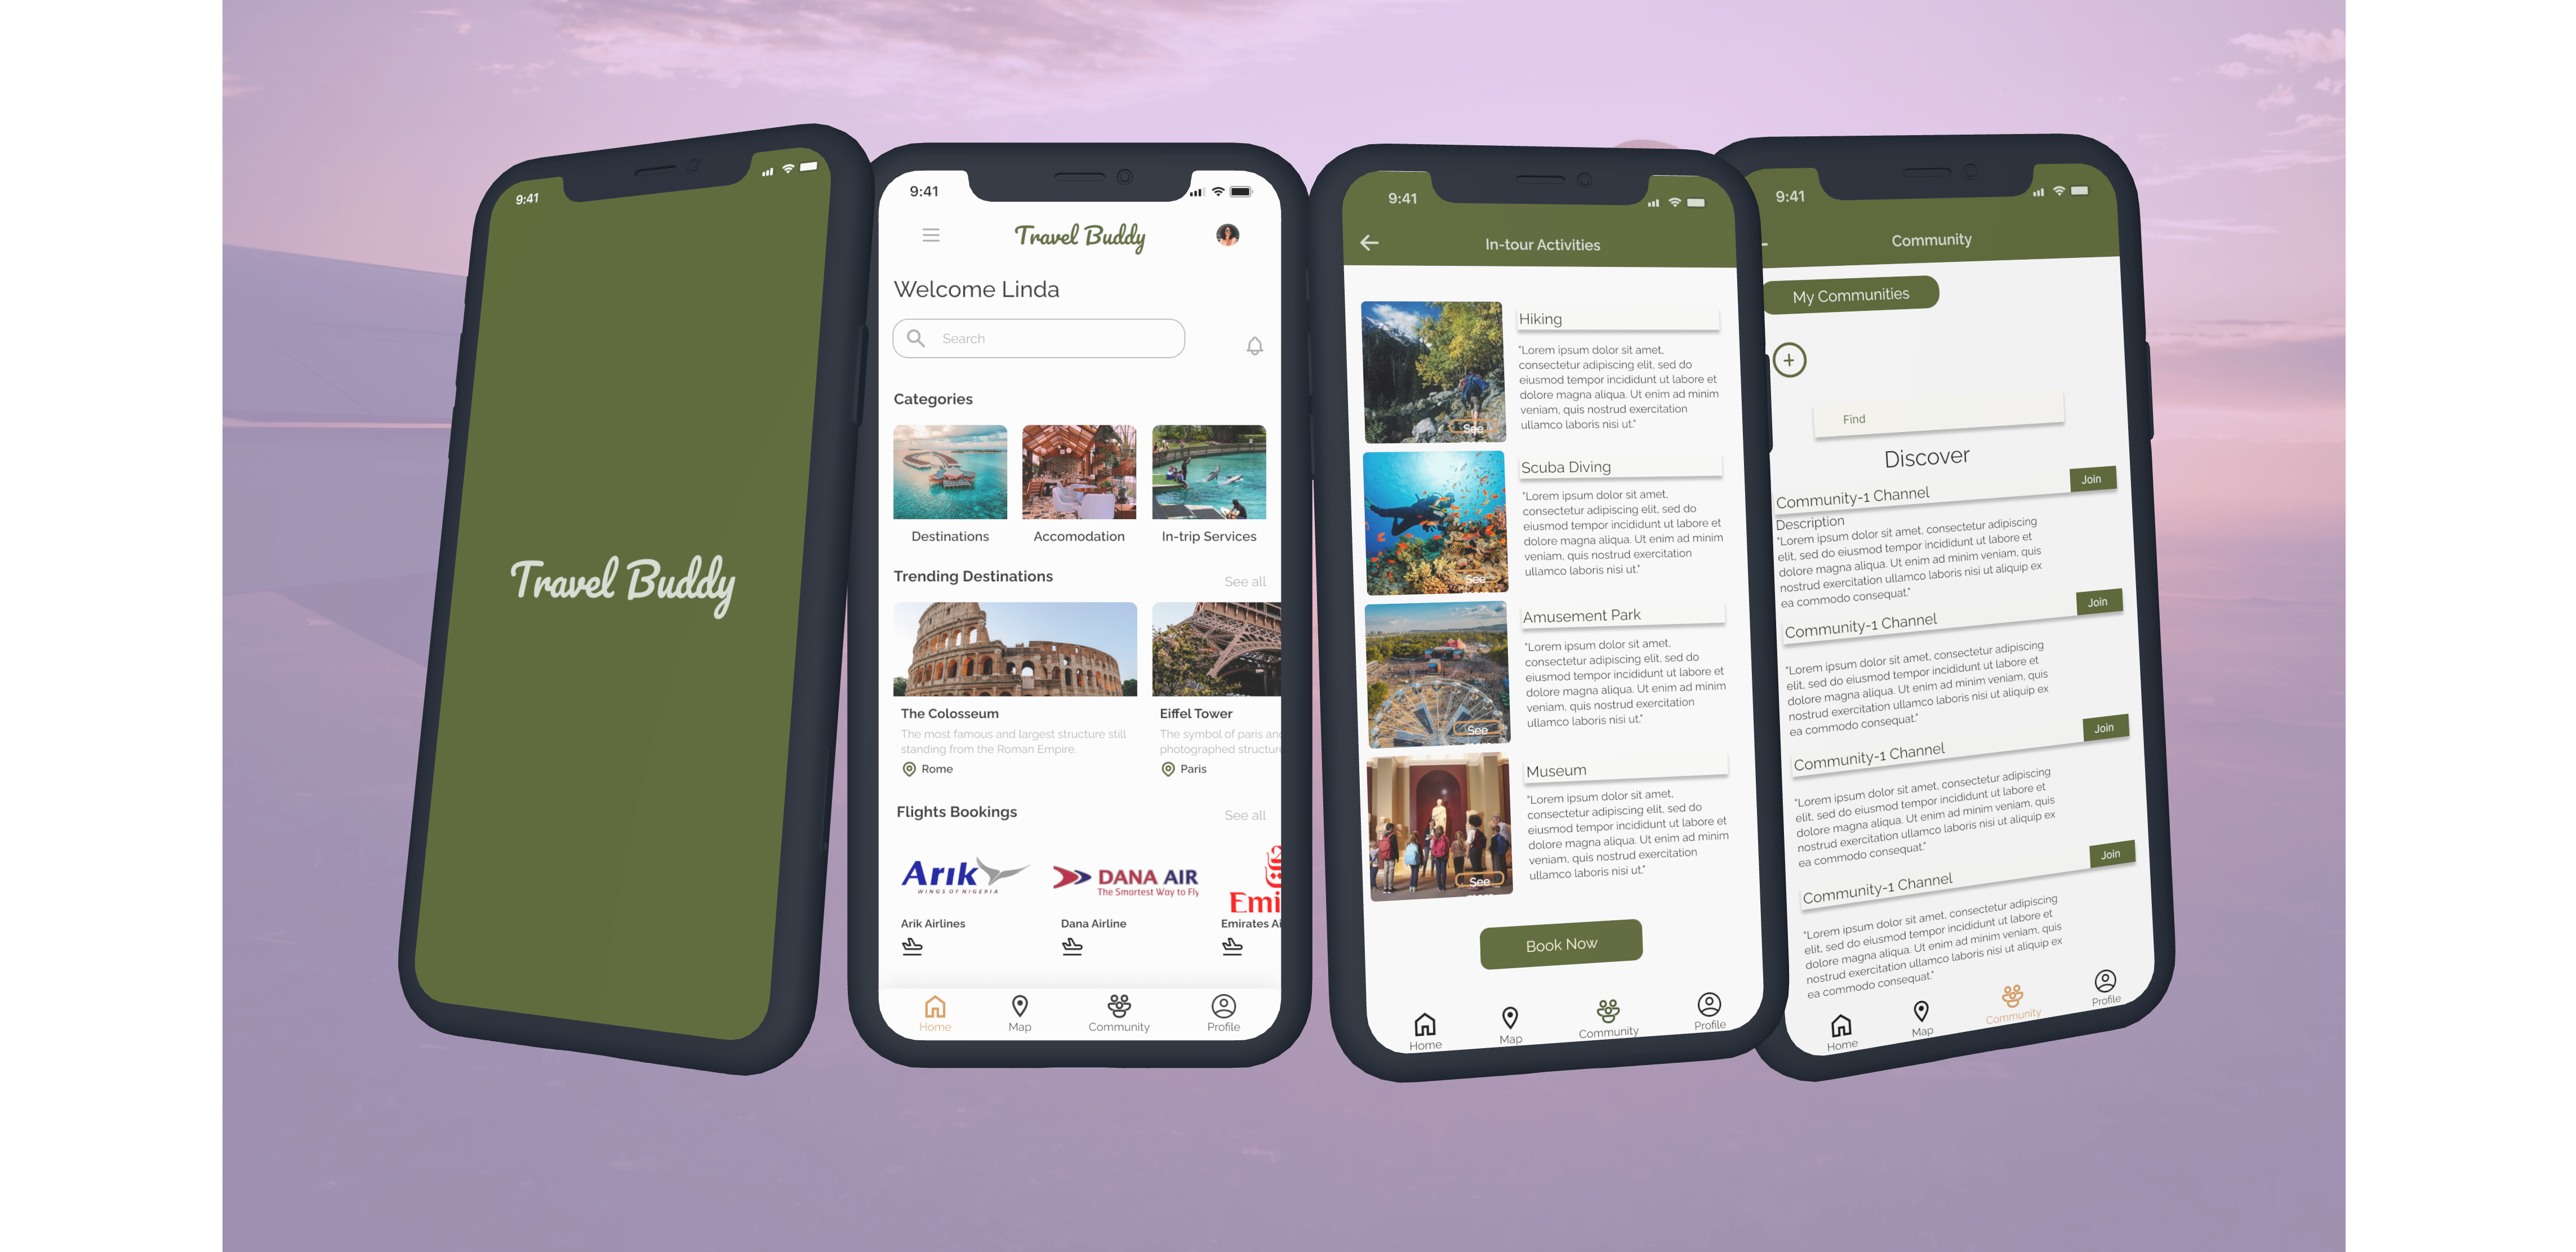 9:41
Travel Buddy
9:41
Travel Buddy
Welcome Linda
Search
Categories
Destinations
Accomodation
In-trip Services
Trending Destinations
See all
The Colosseum
The most famous and largest structure still
standing from the Roman Empire.
Rome
Eiffel Tower
The symbol of paris and
photographed structure
Paris
Flights Bookings
See all
Arik
WINGS OF NIGERIA
DANA AIR
The Smartest Way to Fly
Emi
Arik Airlines
Dana Airline
Emirates Ai
Home
Map
Community
Profile
9:41
In-tour Activities
Hiking
"Lorem ipsum dolor sit amet,
consectetur adipiscing elit, sed do
eiusmod tempor incididunt ut labore et
dolore magna aliqua. Ut enim ad minim
veniam, quis nostrud exercitation
ullamco laboris nisi ut."
See
Scuba Diving
"Lorem ipsum dolor sit amet,
consectetur adipiscing elit, sed do
eiusmod tempor incididunt ut labore et
dolore magna aliqua. Ut enim ad minim
veniam, quis nostrud exercitation
ullamco laboris nisi ut."
See
Amusement Park
"Lorem ipsum dolor sit amet,
consectetur adipiscing elit, sed do
eiusmod tempor incididunt ut labore et
dolore magna aliqua. Ut enim ad minim
veniam, quis nostrud exercitation
ullamco laboris nisi ut."
See
Museum
"Lorem ipsum dolor sit amet,
consectetur adipiscing elit, sed do
eiusmod tempor incididunt ut labore et
dolore magna aliqua. Ut enim ad minim
veniam, quis nostrud exercitation
ullamco laboris nisi ut."
See
Book Now
Home
Map
Community
Profile
9:41
Community
My Communities
Find
Discover
Community-1 Channel
Join
Description
"Lorem ipsum dolor sit amet, consectetur adipiscing
elit, sed do eiusmod tempor incididunt ut labore et
dolore magna aliqua. Ut enim ad minim veniam, quis
nostrud exercitation ullamco laboris nisi ut aliquip ex
ea commodo consequat."
Community-1 Channel
Join
"Lorem ipsum dolor sit amet, consectetur adipiscing
elit, sed do eiusmod tempor incididunt ut labore et
dolore magna aliqua. Ut enim ad minim veniam, quis
nostrud exercitation ullamco laboris nisi ut aliquip ex
ea commodo consequat."
Community-1 Channel
Join
"Lorem ipsum dolor sit amet, consectetur adipiscing
elit, sed do eiusmod tempor incididunt ut labore et
dolore magna aliqua. Ut enim ad minim veniam, quis
nostrud exercitation ullamco laboris nisi ut aliquip ex
ea commodo consequat."
Community-1 Channel
Join
"Lorem ipsum dolor sit amet, consectetur adipiscing
elit, sed do eiusmod tempor incididunt ut labore et
dolore magna aliqua. Ut enim ad minim veniam, quis
nostrud exercitation ullamco laboris nisi ut aliquip ex
ea commodo consequat."
Home
Map
Community
Profile